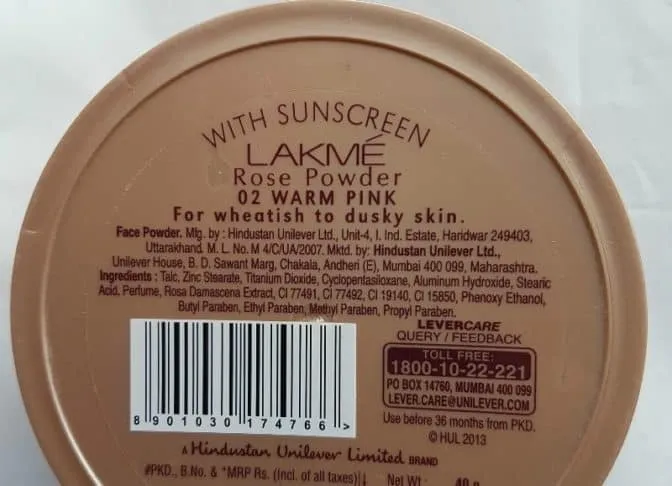 WITH SUNSCREEN
LAKMÉ
Rose Powder
02 WARM PINK
For wheatish to dusky skin.
Face Powder. Mfg. by : Hindustan Unilever Ltd., Unit-4, I. Ind. Estate, Haridwar 249403,
Uttarakhand. M. L. No. M 4/C/UA/2007. Mktd. by: Hindustan Unilever Ltd.,
Unilever House, B. D. Sawant Marg, Chakala, Andheri (E), Mumbai 400 099, Maharashtra.
Ingredients : Talc, Zinc Stearate, Titanium Dioxide, Cyclopentasiloxane, Aluminum Hydroxide, Stearic
Acid, Perfume, Rosa Damascena Extract, CI 77491, CI 77492, CI 19140, CI 15850, Phenoxy Ethanol,
Butyl Paraben, Ethyl Paraben, Methyl Paraben, Propyl Paraben.
LEVERCARE
QUERY / FEEDBACK
TOLL FREE:
1800-10-22-221
PO BOX 14760, MUMBAI 400 099
LEVER.CARE@UNILEVER.COM
8 901030 174766 >
Use before 36 months from PKD.
© HUL 2013
A Hindustan Unilever Limited BRAND
#PKD., B.No. & *MRP Rs. (Incl. of all taxes) Net Wt. 40 g